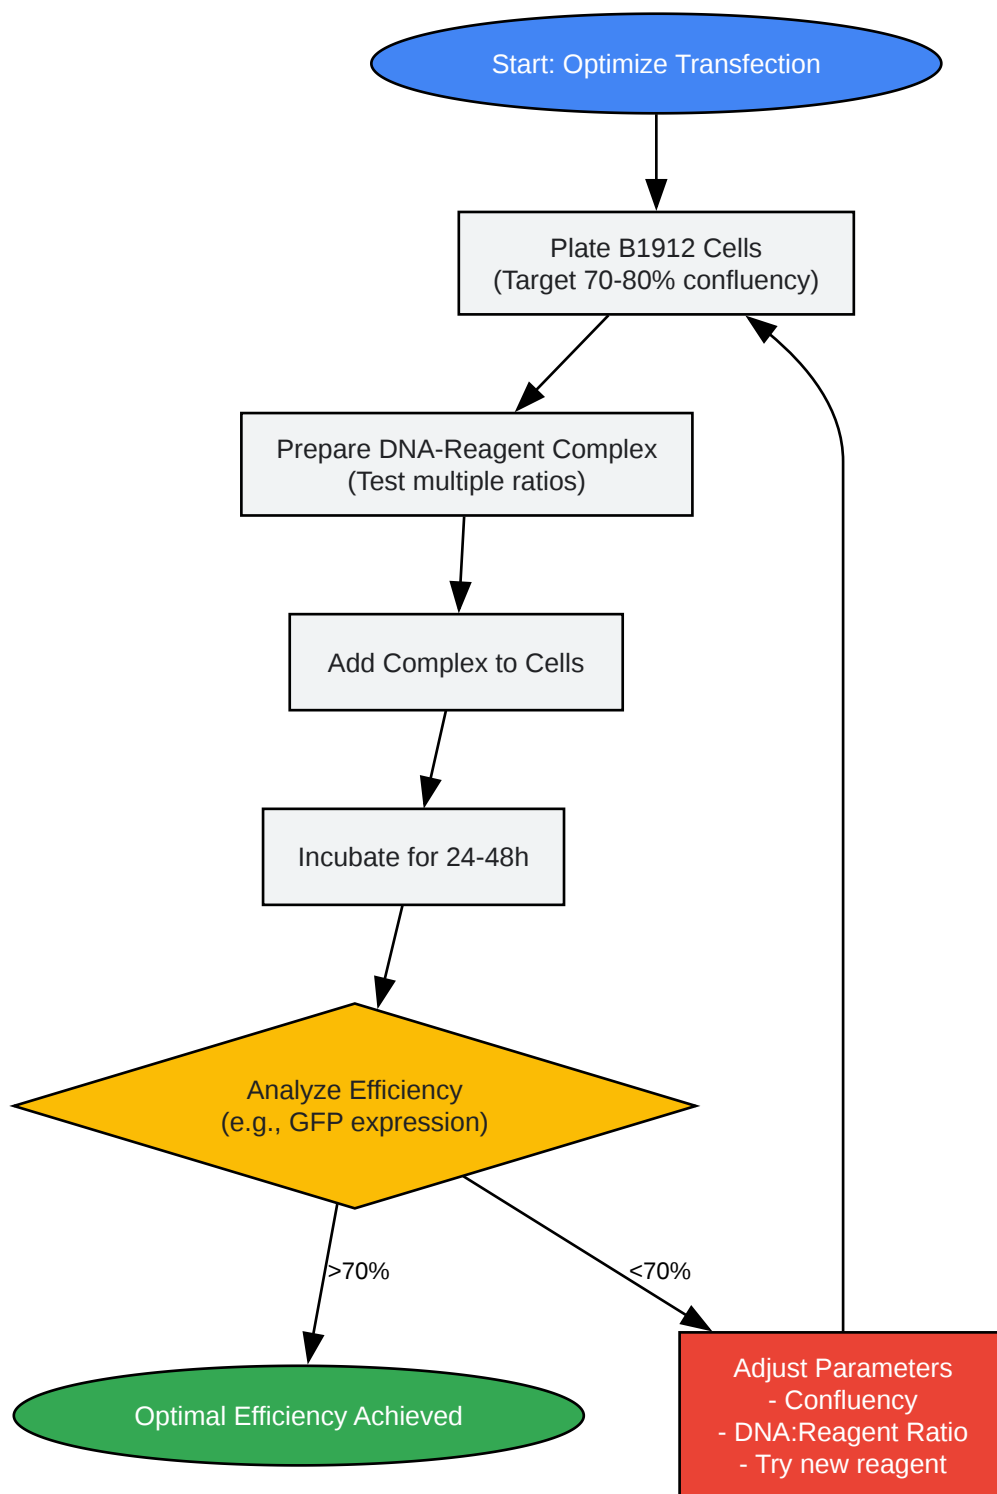 Start: Optimize Transfection
Plate B1912 Cells
(Target 70-80% confluency)
Prepare DNA-Reagent Complex
(Test multiple ratios)
Add Complex to Cells
Incubate for 24-48h
Analyze Efficiency
(e.g., GFP expression)
>70%
<70%
Optimal Efficiency Achieved
Adjust Parameters
- Confluency
- DNA:Reagent Ratio
- Try new reagent